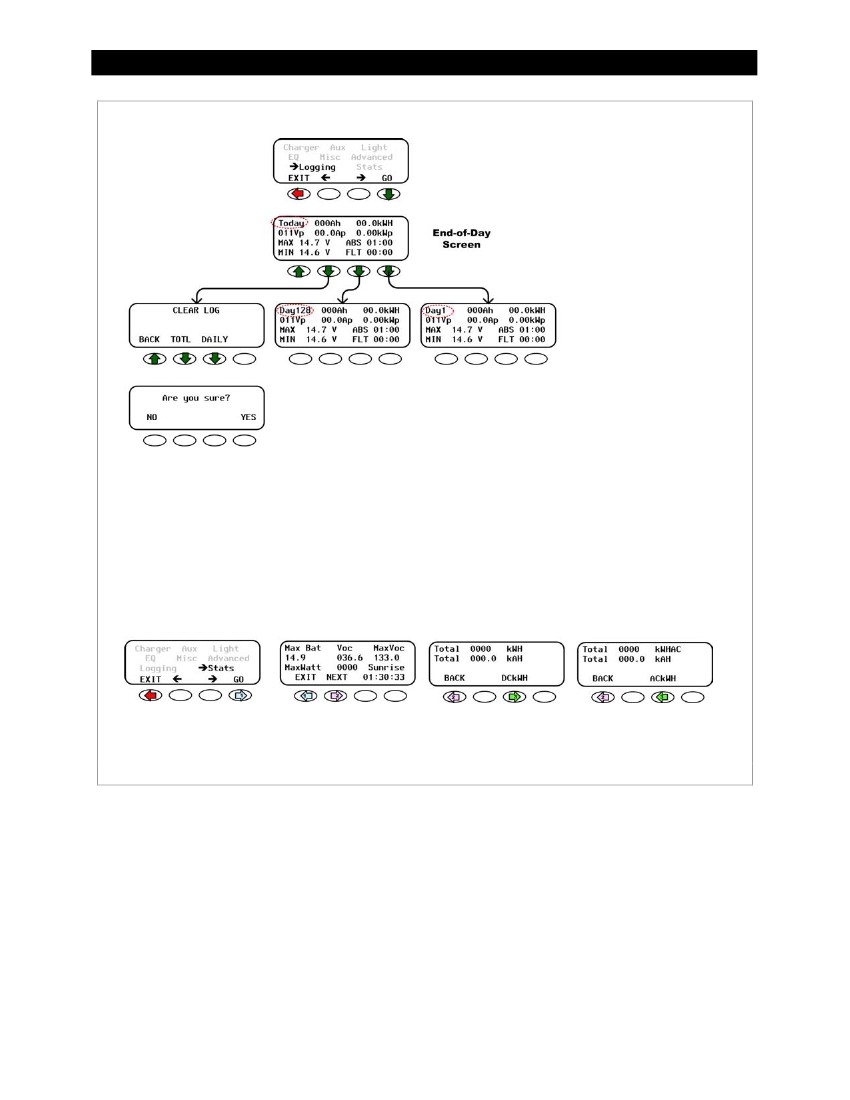 Charger Aux Light
EQ Misc Advanced
➔Logging Stats
EXIT ← → GO
Today 000Ah 00.0kWH
011Vp 00.0Ap 0.00kWp
MAX 14.7 V ABS 01:00
MIN 14.6 V FLT 00:00
End-of-Day
Screen
CLEAR LOG
BACK TOTL DAILY
Day128 000Ah 00.0kWH
011Vp 00.0Ap 0.00kWp
MAX 14.7 V ABS 01:00
MIN 14.6 V FLT 00:00
Day1 000Ah 00.0kWH
011Vp 00.0Ap 0.00kWp
MAX 14.7 V ABS 01:00
MIN 14.6 V FLT 00:00
Are you sure?
NO YES
Charger Aux Light
EQ Misc Advanced
Logging ➔Stats
EXIT ← → GO
Max Bat Voc MaxVoc
14.9 036.6 133.0
MaxWatt 0000 Sunrise
EXIT NEXT 01:30:33
Total 0000 kWH
Total 000.0 kAH
BACK DCkWH
Total 0000 kWHAC
Total 000.0 kAH
BACK ACkWH